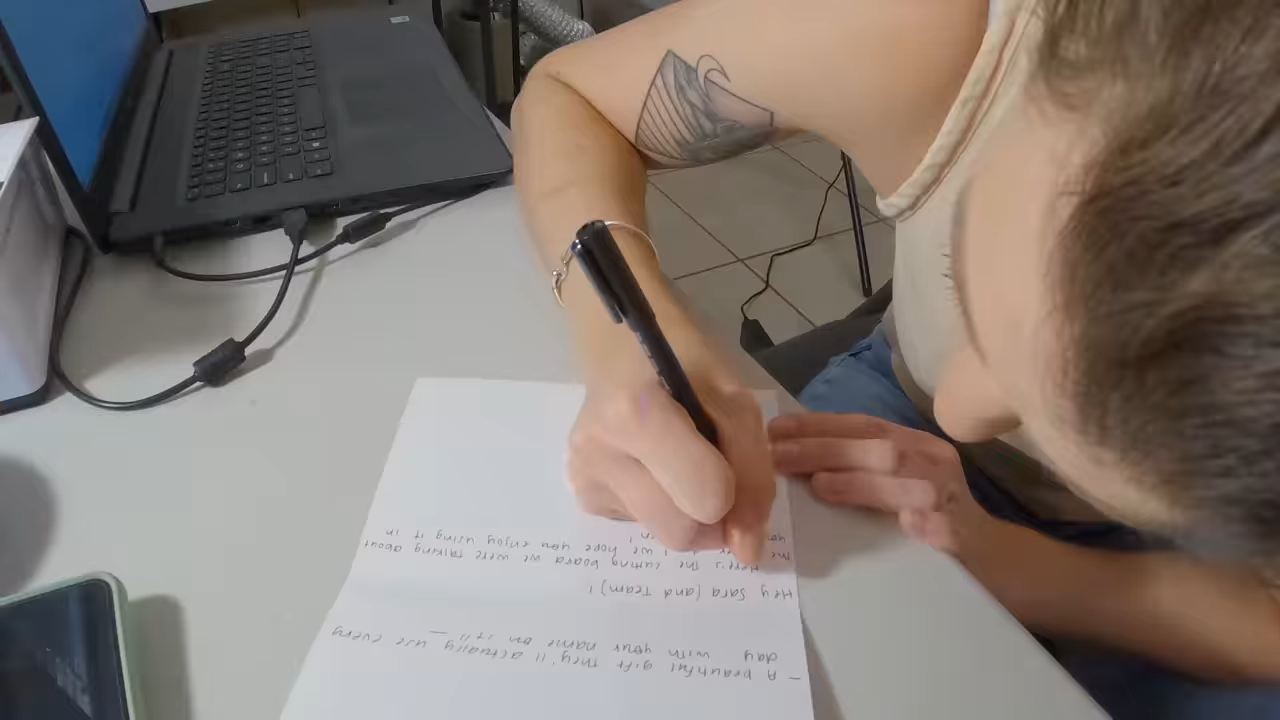 - A beautiful gift they'll actually use every
day with your name on it!!
Hey Sara (and Team)!
Here's the cutting board we were talking about
we hope you enjoy using it in